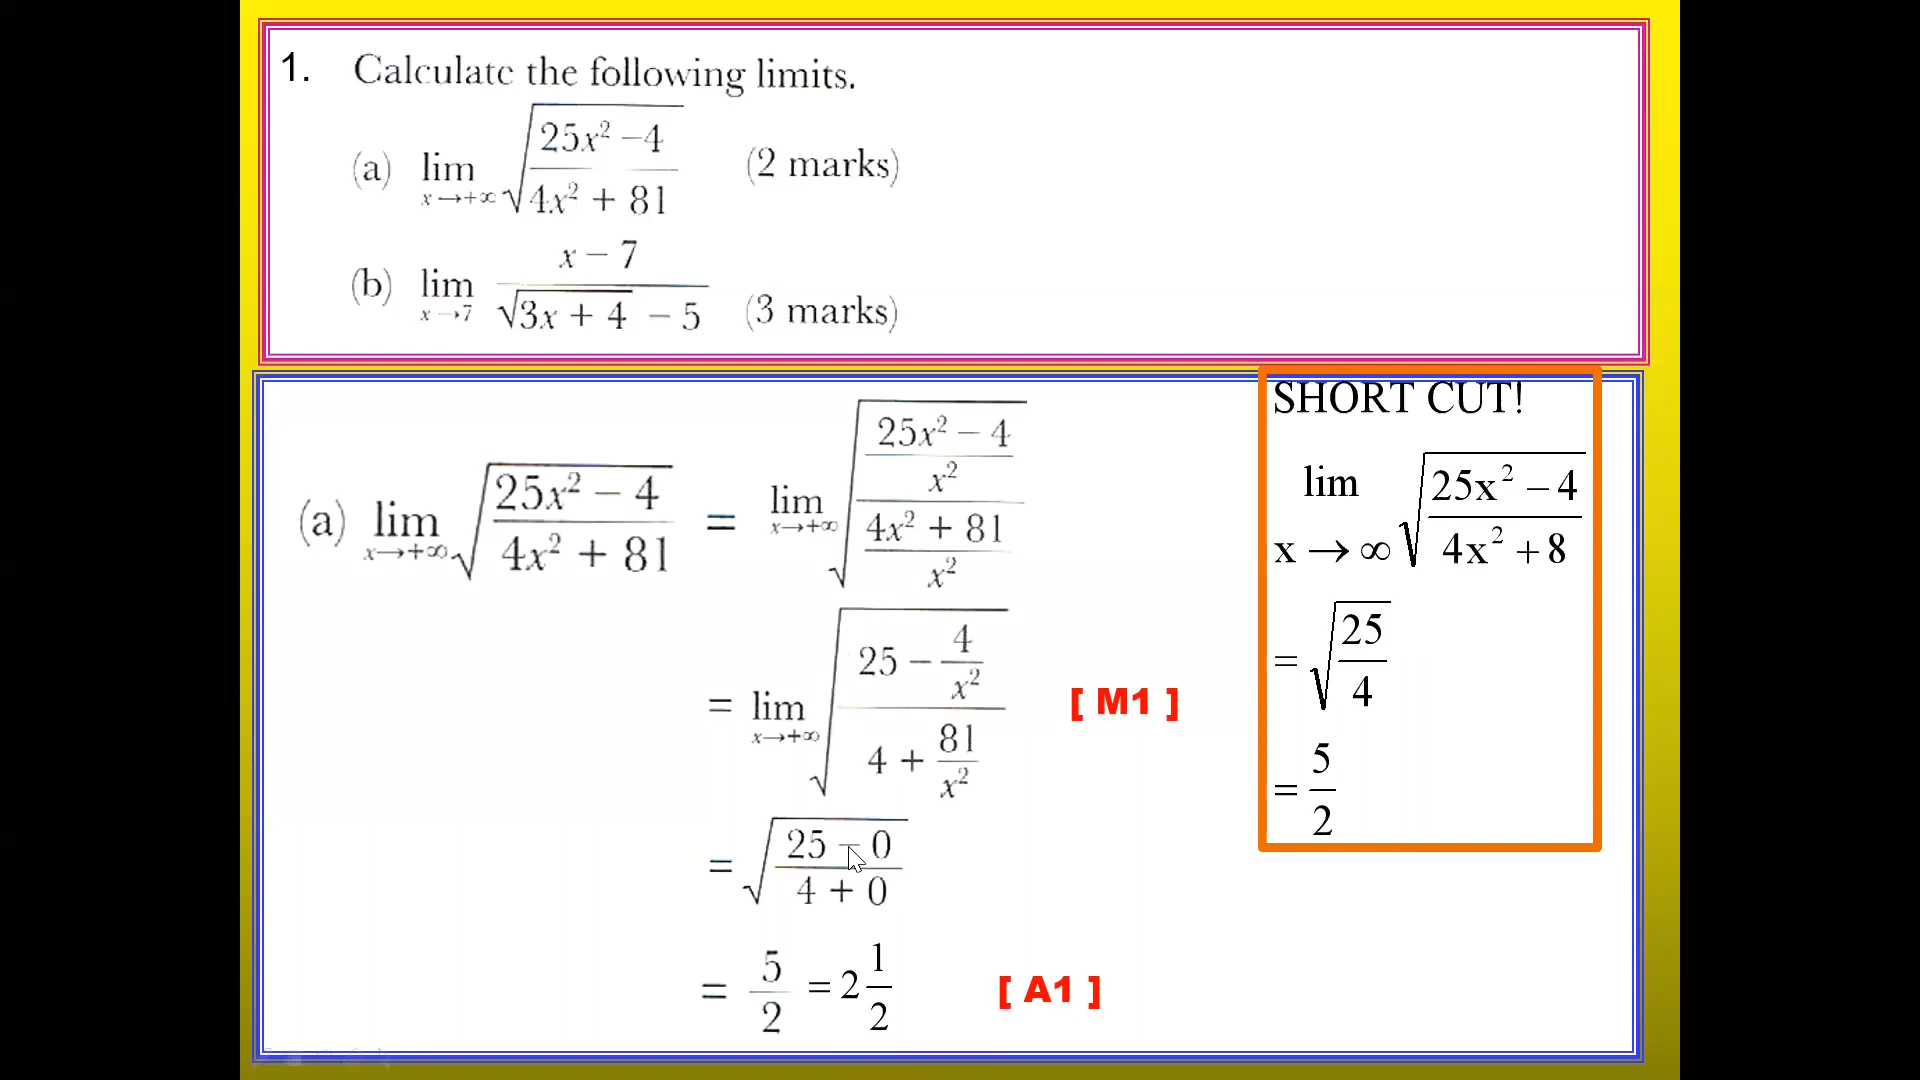 1. Calculate the following limits.
(a) lim x→+∞ √((25x² − 4)/(4x² + 81)) (2 marks)
(b) lim x→7 (x − 7)/(√(3x + 4) − 5) (3 marks)
(a) lim x→+∞ √((25x² − 4)/(4x² + 81)) = lim x→+∞ √(((25x² − 4)/x²)/((4x² + 81)/x²))
= lim x→+∞ √((25 − 4/x²)/(4 + 81/x²)) [ M1 ]
= √((25 − 0)/(4 + 0))
= 5/2 = 2 1/2 [ A1 ]
SHORT CUT!
lim x → ∞ √((25x² − 4)/(4x² + 8))
= √(25/4)
= 5/2